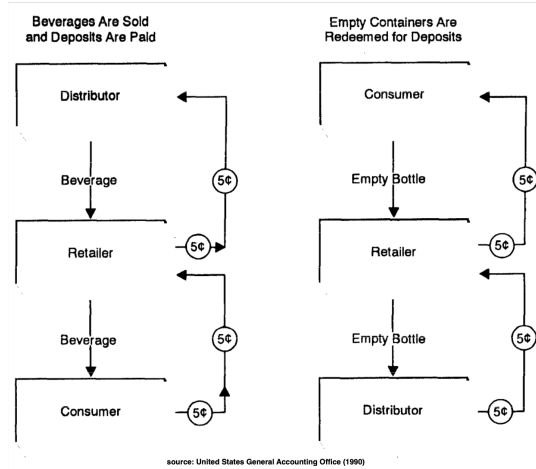 Beverages Are Sold
and Deposits Are Paid
Distributor
Beverage
5¢
Retailer
5¢
Beverage
5¢
Consumer
5¢
Empty Containers Are
Redeemed for Deposits
Consumer
Empty Bottle
5¢
Retailer
5¢
Empty Bottle
5¢
Distributor
5¢
source: United States General Accounting Office (1990)